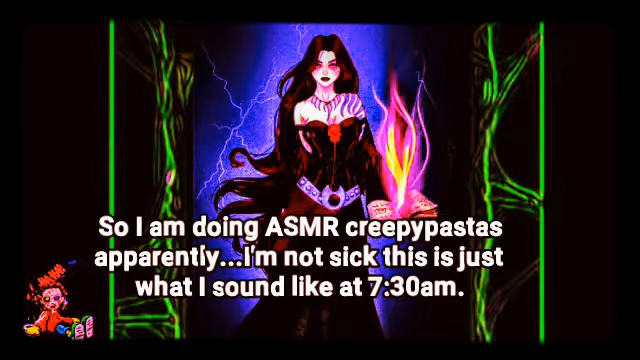 So I am doing ASMR creepypastas
apparently...I'm not sick this is just
what I sound like at 7:30am.